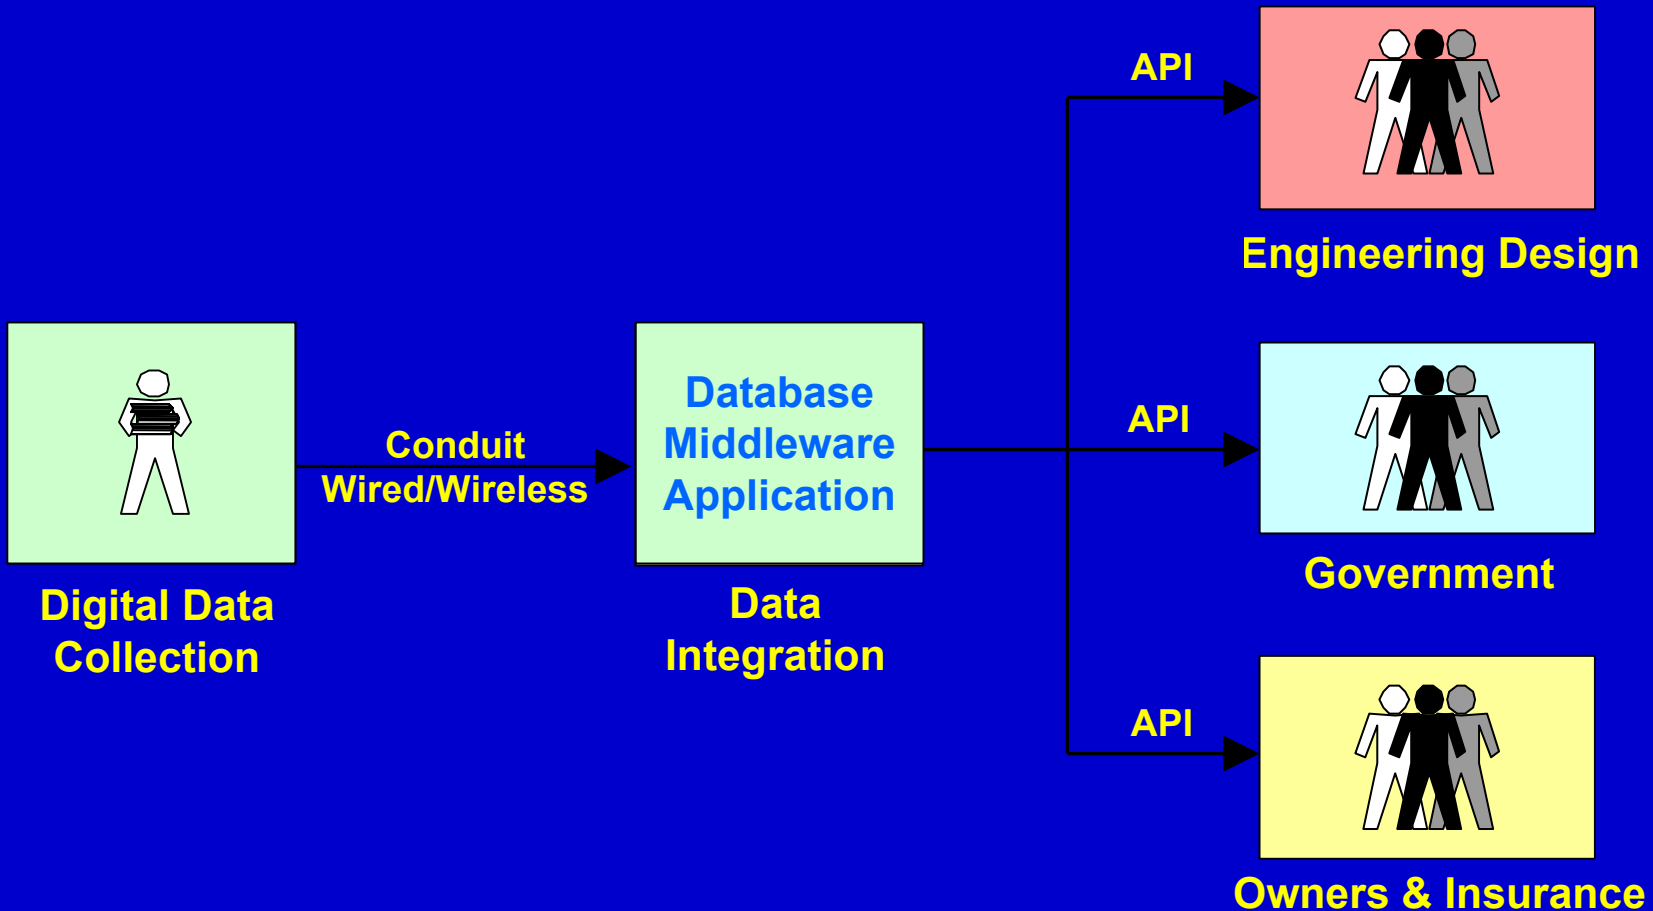 Digital Data
Collection
Conduit
Wired/Wireless
Database
Middleware
Application
Data
Integration
API
Engineering Design
API
Government
API
Owners & Insurance